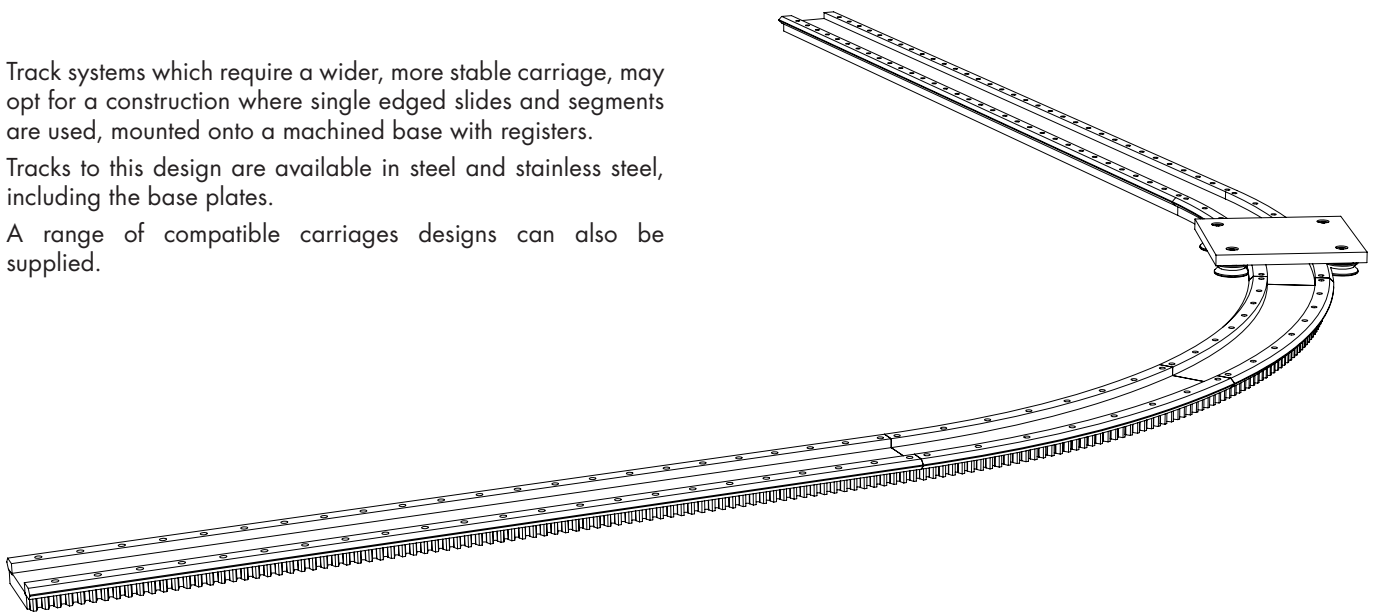 Track systems which require a wider, more stable carriage, may
opt for a construction where single edged slides and segments
are used, mounted onto a machined base with registers.
Tracks to this design are available in steel and stainless steel,
including the base plates.
A range of compatible carriages designs can also be
supplied.